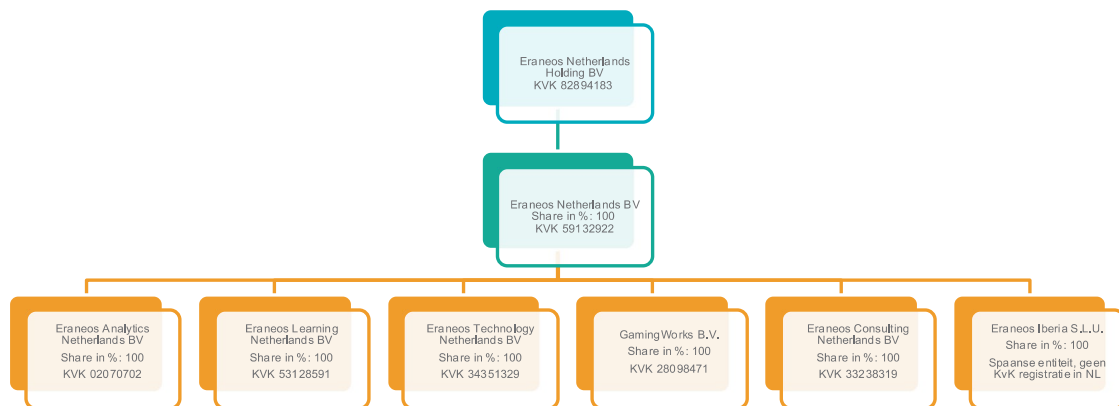 Eraneos Netherlands
Holding BV
KVK 82894183
Eraneos Netherlands BV
Share in %: 100
KVK 59132922
Eraneos Analytics
Netherlands BV
Share in %: 100
KVK 02070702
Eraneos Learning
Netherlands BV
Share in %: 100
KVK 53128591
Eraneos Technology
Netherlands BV
Share in %: 100
KVK 34351329
GamingWorks B.V.
Share in %: 100
KVK 28098471
Eraneos Consulting
Netherlands BV
Share in %: 100
KVK 33238319
Eraneos Iberia S.L.U.
Share in %: 100
Spaanse entiteit, geen
KvK registratie in NL